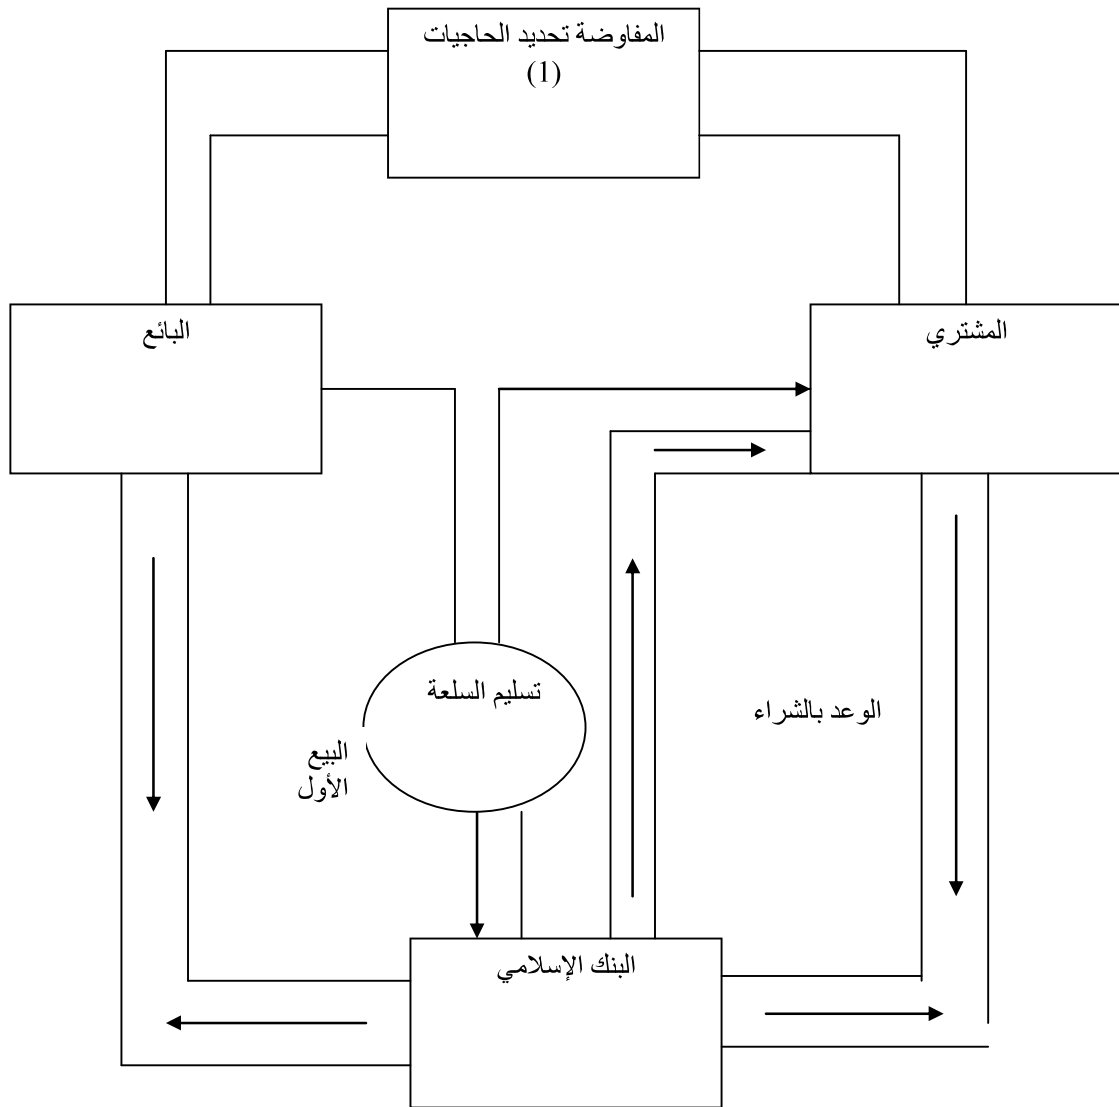 المفاوضة تحديد الحاجيات
(1)
المشتري
البائع
تسليم السلعة
الوعد بالشراء
البيع
الأول
البنك الإسلامي